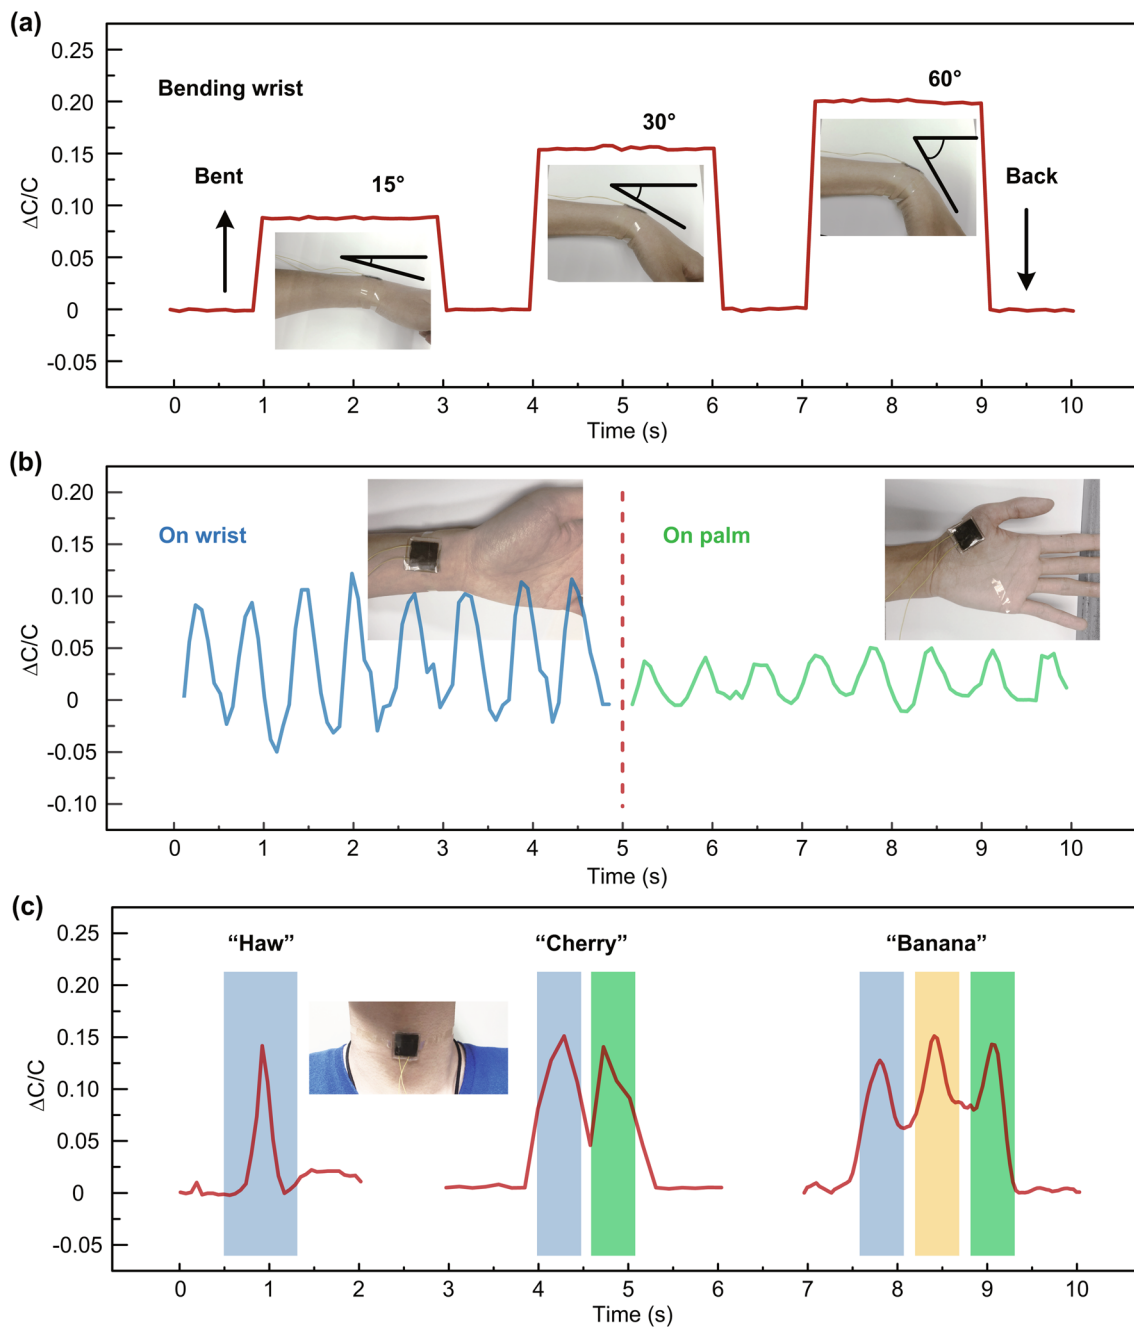 (a)
0.25
0.20
0.15
0.10
0.05
0
-0.05
ΔC/C
Bending wrist
Bent
15°
30°
60°
Back
0 1 2 3 4 5 6 7 8 9 10
Time (s)
(b)
0.20
0.15
0.10
0.05
0
-0.05
-0.10
ΔC/C
On wrist
On palm
0 1 2 3 4 5 6 7 8 9 10
Time (s)
(c)
0.25
0.20
0.15
0.10
0.05
0
-0.05
ΔC/C
“Haw”
“Cherry”
“Banana”
0 1 2 3 4 5 6 7 8 9 10
Time (s)